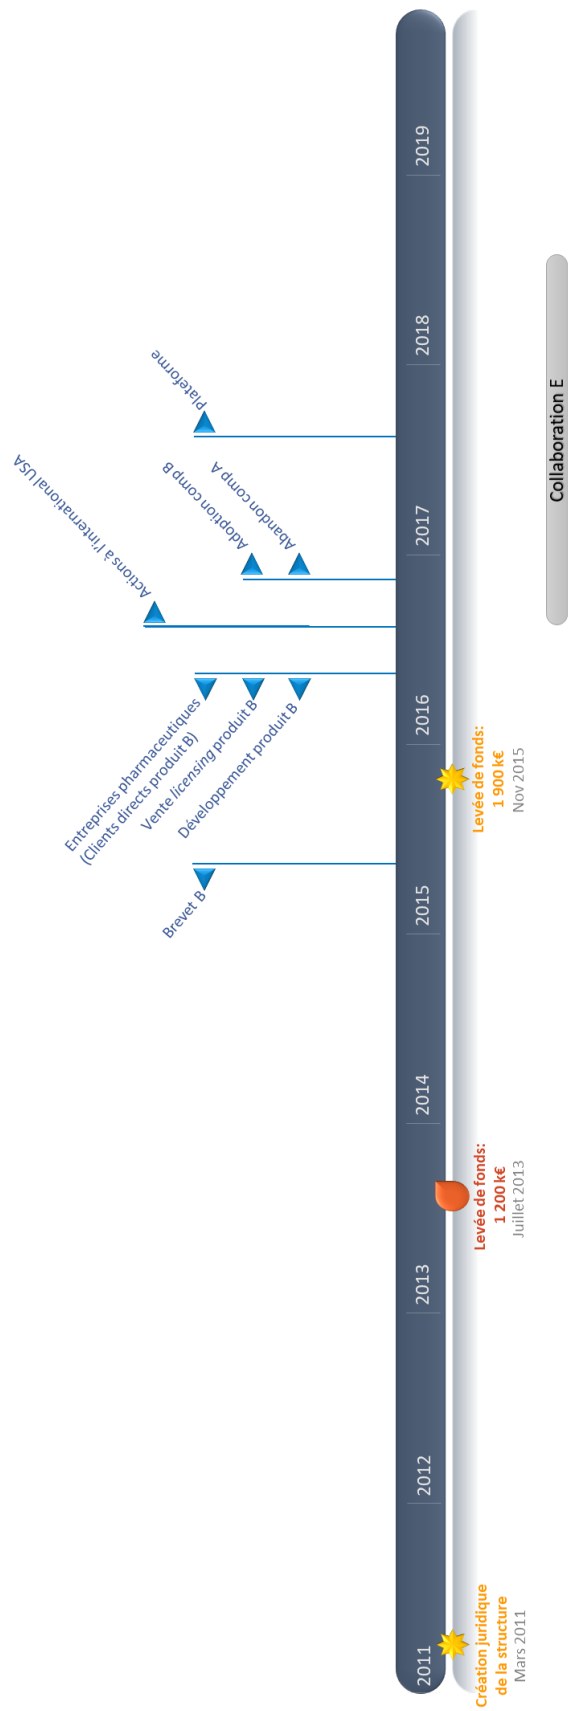 Actions à l'international USA
Plateforme
Adoption comp B
Abandon comp A
Entreprises pharmaceutiques
(Clients directs produit B)
Vente licensing produit B
Développement produit B
Brevet B
2011
2012
2013
2014
2015
2016
2017
2018
2019
Création juridique
de la structure
Mars 2011
Levée de fonds:
1 200 k€
Juillet 2013
Levée de fonds:
1 900 k€
Nov 2015
Collaboration E